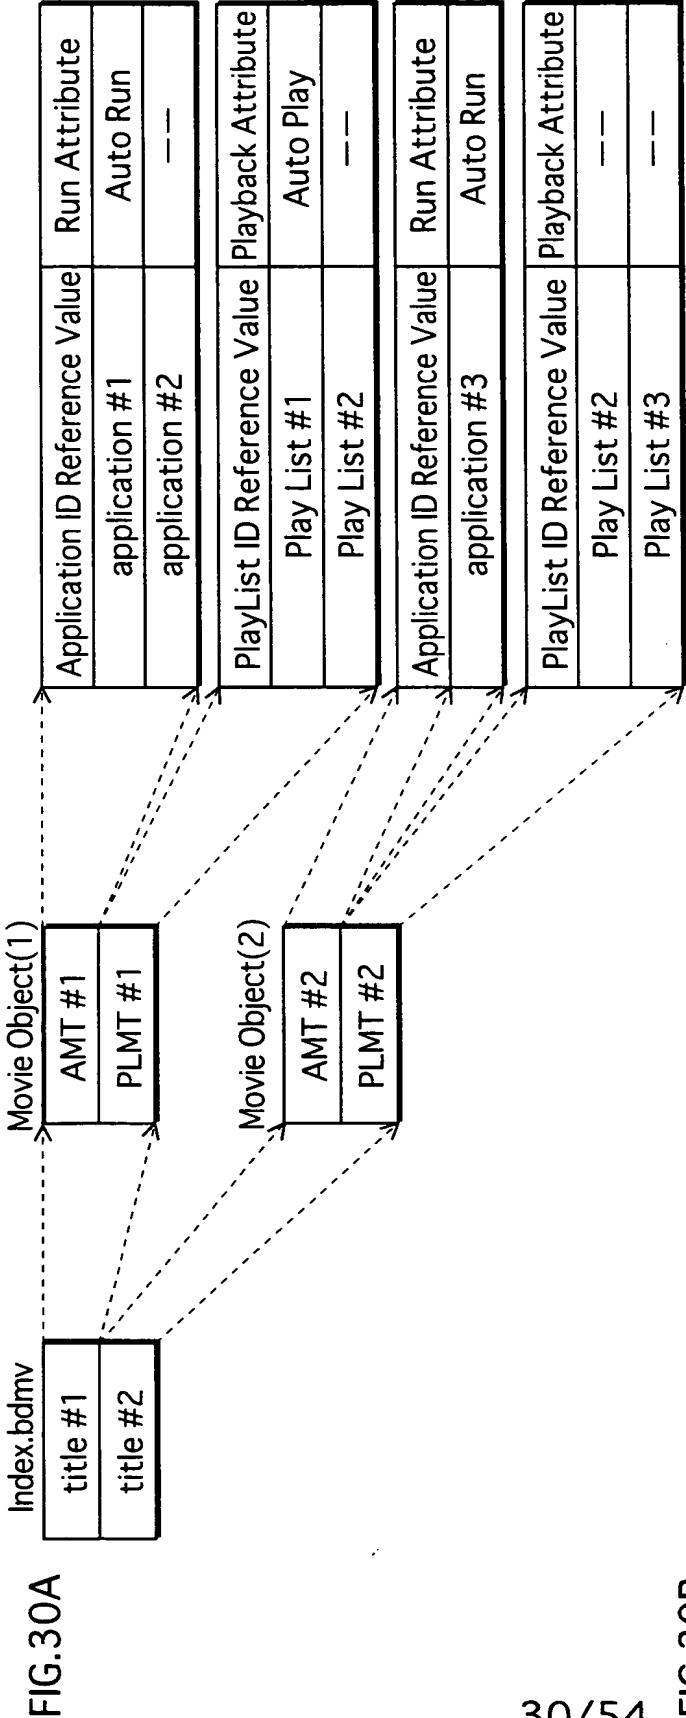 FIG.30A
Index.bdmv
title #1
title #2
Movie Object(1)
AMT #1
PLMT #1
Movie Object(2)
AMT #2
PLMT #2
Application ID Reference Value Run Attribute
application #1 Auto Run
application #2 --
PlayList ID Reference Value Playback Attribute
Play List #1 Auto Play
Play List #2 --
Application ID Reference Value Run Attribute
application #3 Auto Run
PlayList ID Reference Value Playback Attribute
Play List #2 --
Play List #3 --
30/54